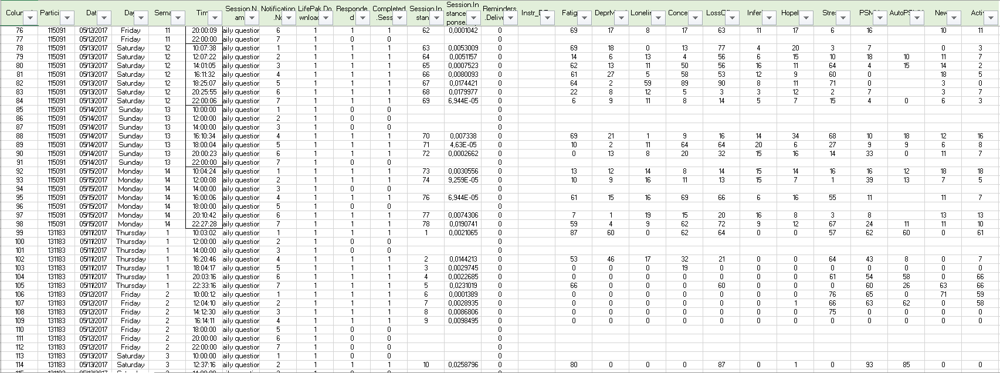 Colum Partici Dat Day Sema Tim Session.N am Notification .No LifePak.Do wnload Responde d Completed .Sess Session.In stan Session.In stance. ponse. Reminders .Delive Instr_D Fatig DeprM Lonelin Conce LossO Infer Hopel Stre PSM AutoPSM New Acti
76 115091 05/12/2017 Friday 11 20:00:09 aily question 6 1 1 1 62 0,0001042 0 69 17 8 17 63 11 17 6 16 10 11
77 115091 05/12/2017 Friday 11 22:00:00 aily question 7 1 0 0 0
78 115091 05/13/2017 Saturday 12 10:07:38 aily question 1 1 1 1 63 0,0053009 0 69 18 0 13 77 4 20 3 7 0 3
79 115091 05/13/2017 Saturday 12 12:07:22 aily question 2 1 1 1 64 0,0051157 0 14 6 13 4 56 6 15 10 18 10 11 7
80 115091 05/13/2017 Saturday 12 14:01:05 aily question 3 1 1 1 65 0,0007523 0 62 13 11 50 56 16 11 64 4 15 14 2
81 115091 05/13/2017 Saturday 12 16:11:32 aily question 4 1 1 1 66 0,0080093 0 61 27 5 58 53 12 9 60 0 18 5
82 115091 05/13/2017 Saturday 12 18:25:07 aily question 5 1 1 1 67 0,0174421 0 64 2 59 89 90 8 11 71 0 3 0
83 115091 05/13/2017 Saturday 12 20:25:55 aily question 6 1 1 1 68 0,0179977 0 22 8 12 5 3 3 12 2 7 3 7
84 115091 05/13/2017 Saturday 12 22:00:06 aily question 7 1 1 1 69 6,944E-05 0 6 9 11 8 14 5 7 15 4 0 6 3
85 115091 05/14/2017 Sunday 13 10:00:00 aily question 1 1 0 0 0
86 115091 05/14/2017 Sunday 13 12:00:00 aily question 2 1 0 0 0
87 115091 05/14/2017 Sunday 13 14:00:00 aily question 3 1 0 0 0
88 115091 05/14/2017 Sunday 13 16:10:34 aily question 4 1 1 1 70 0,007338 0 69 21 1 9 16 14 34 68 10 18 12 16
89 115091 05/14/2017 Sunday 13 18:00:04 aily question 5 1 1 1 71 4,63E-05 0 10 2 11 64 64 20 6 27 9 9 6 8
90 115091 05/14/2017 Sunday 13 20:00:23 aily question 6 1 1 1 72 0,0002662 0 0 13 8 20 32 15 16 14 33 0 11 7
91 115091 05/14/2017 Sunday 13 22:00:00 aily question 7 1 0 0 0
92 115091 05/15/2017 Monday 14 10:04:24 aily question 1 1 1 1 73 0,0030556 0 13 12 14 8 14 15 14 16 16 12 18 18
93 115091 05/15/2017 Monday 14 12:00:08 aily question 2 1 1 1 74 9,259E-05 0 10 9 16 11 13 15 7 1 39 13 7 5
94 115091 05/15/2017 Monday 14 14:00:00 aily question 3 1 0 0 0
95 115091 05/15/2017 Monday 14 16:00:06 aily question 4 1 1 1 76 6,944E-05 0 61 15 16 69 66 6 16 55 11 11 7
96 115091 05/15/2017 Monday 14 18:00:00 aily question 5 1 0 0 0
97 115091 05/15/2017 Monday 14 20:10:42 aily question 6 1 1 1 77 0,0074306 0 7 1 19 15 20 16 8 3 8 13 13
98 115091 05/15/2017 Monday 14 22:27:28 aily question 7 1 1 1 78 0,0190741 0 59 4 9 62 72 9 12 67 24 11 11 10
99 131183 05/11/2017 Thursday 1 10:03:02 aily question 1 1 1 1 1 0,0021065 0 87 60 0 62 64 0 0 57 62 60 0 61
100 131183 05/11/2017 Thursday 1 12:00:00 aily question 2 1 0 0 0
101 131183 05/11/2017 Thursday 1 14:00:00 aily question 3 1 0 0 0
102 131183 05/11/2017 Thursday 1 16:20:46 aily question 4 1 1 1 2 0,0144213 0 53 46 17 32 21 0 0 64 43 8 0 7
103 131183 05/11/2017 Thursday 1 18:04:17 aily question 5 1 1 1 3 0,0029745 0 0 0 0 19 0 0 0 0 0 0 0 0
104 131183 05/11/2017 Thursday 1 20:03:16 aily question 6 1 1 1 4 0,0022685 0 0 0 0 0 0 0 0 61 54 58 0 66
105 131183 05/11/2017 Thursday 1 22:33:16 aily question 7 1 1 1 5 0,0231019 0 66 0 0 0 60 0 0 0 60 26 63 66
106 131183 05/12/2017 Friday 2 10:00:12 aily question 1 1 1 1 6 0,0001389 0 0 0 0 0 0 0 0 76 65 0 71 59
107 131183 05/12/2017 Friday 2 12:04:10 aily question 2 1 1 1 7 0,0028935 0 0 0 0 0 0 0 1 66 63 62 0 58
108 131183 05/12/2017 Friday 2 14:12:30 aily question 3 1 1 1 8 0,0086806 0 0 0 0 0 0 0 0 75 0 0 0 0
109 131183 05/12/2017 Friday 2 16:14:11 aily question 4 1 1 1 9 0,0098495 0 0 0 0 0 0 0 0 0 0 0 0 0
110 131183 05/12/2017 Friday 2 18:00:00 aily question 5 1 0 0 0
111 131183 05/12/2017 Friday 2 20:00:00 aily question 6 1 0 0 0
112 131183 05/12/2017 Friday 2 22:00:00 aily question 7 1 0 0 0
113 131183 05/13/2017 Saturday 3 10:00:00 aily question 1 1 0 0 0
114 131183 05/13/2017 Saturday 3 12:37:16 aily question 2 1 1 1 10 0,0258796 0 80 0 0 0 87 0 1 0 93 85 0 0